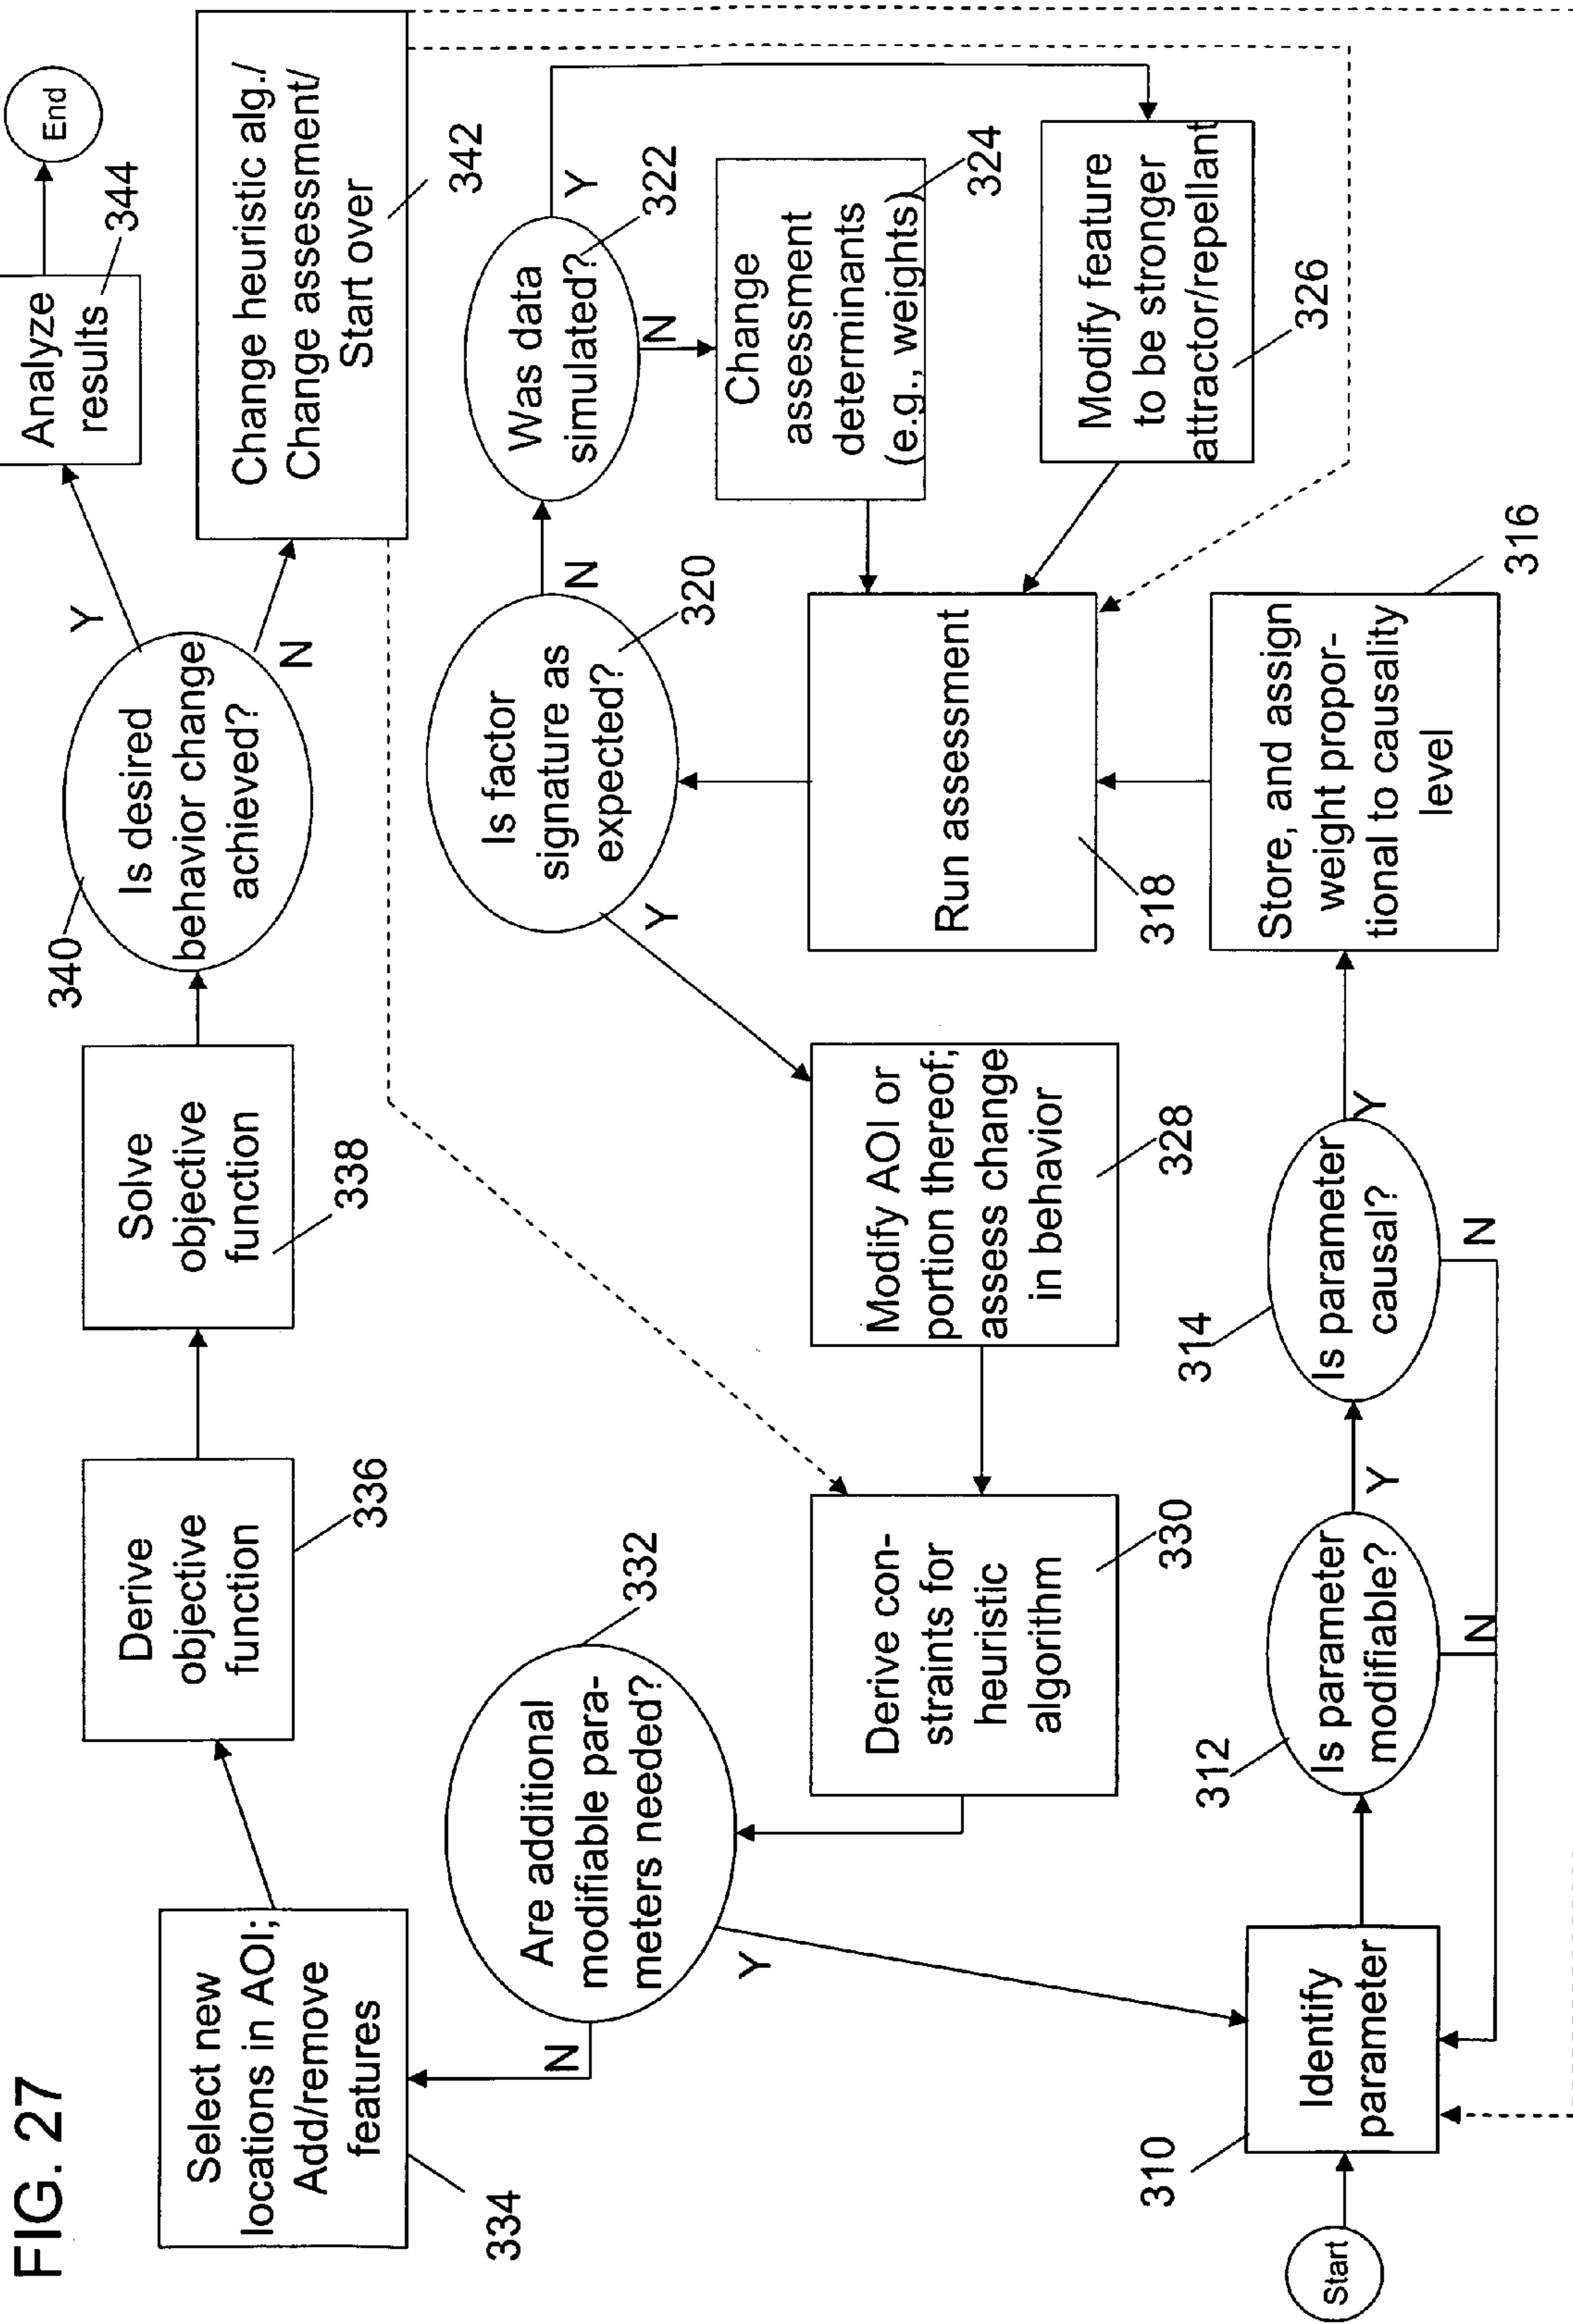 FIG. 27
Select new
locations in AOI;
Add/remove
features
334
Derive
objective
function
336
Solve
objective
function
338
340
Is desired
behavior change
achieved?
Y
N
Analyze
results
344
End
Change heuristic alg./
Change assessment/
Start over
342
Are additional
modifiable para-
meters needed?
332
N
Y
Is factor
signature as
expected?
320
N
Y
Was data
simulated?
322
Y
N
Derive con-
straints for
heuristic
algorithm
330
Modify AOI or
portion thereof;
assess change
in behavior
328
Run assessment
318
Change
assessment
determinants
(e.g., weights)
324
Modify feature
to be stronger
attractor/repellant
326
Start
310
Identify
parameter
312
Is parameter
modifiable?
Y
N
314
Is parameter
causal?
Y
N
Store, and assign
weight propor-
tional to causality
level
316